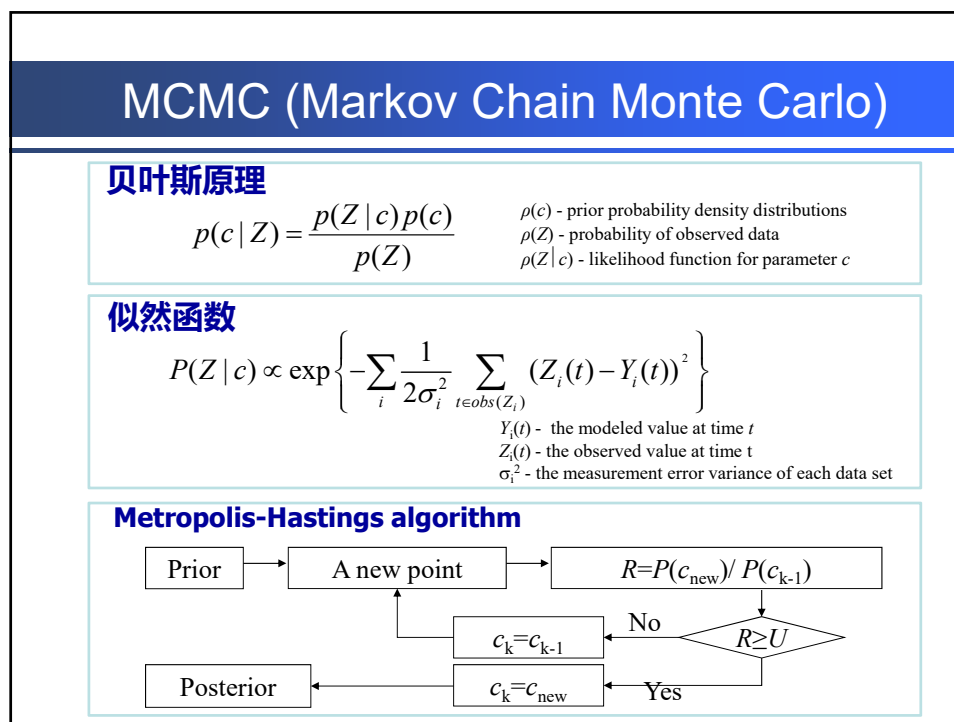 MCMC (Markov Chain Monte Carlo)
贝叶斯原理
p(c | Z) = p(Z | c) p(c) / p(Z)
ρ(c) - prior probability density distributions
ρ(Z) - probability of observed data
ρ(Z | c) - likelihood function for parameter c
似然函数
P(Z | c) ∝ exp{−∑_i 1/(2σ_i^2) ∑_{t∈obs(Z_i)} (Z_i(t) − Y_i(t))^2}
Y_i(t) - the modeled value at time t
Z_i(t) - the observed value at time t
σ_i^2 - the measurement error variance of each data set
Metropolis-Hastings algorithm
Prior
A new point
R=P(c_new)/ P(c_k-1)
No
c_k=c_k-1
R≥U
Posterior
c_k=c_new
Yes